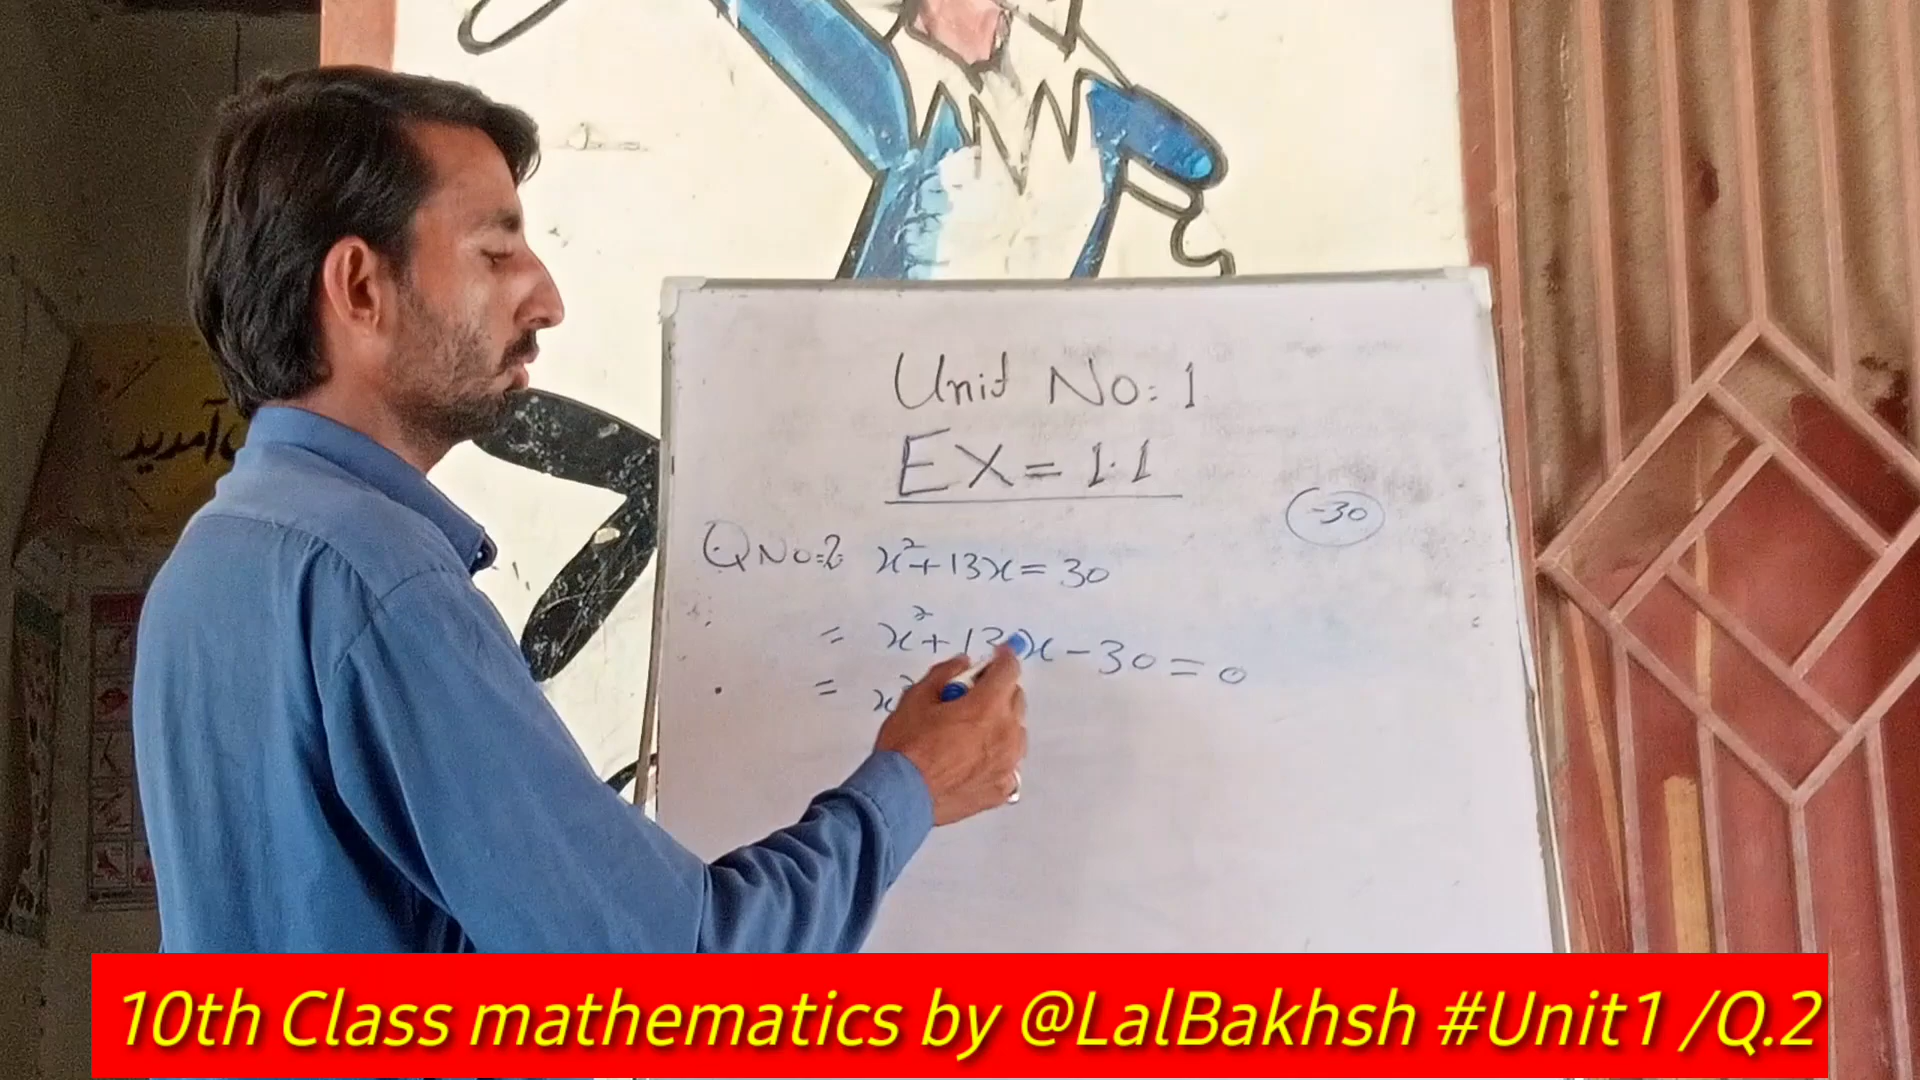 آمدید
Unit No: 1
EX = 1.1
-30
Q No:2: x²+13x = 30
= x²+13x-30=0
= x²
10th Class mathematics by @LalBakhsh #Unit1 /Q.2